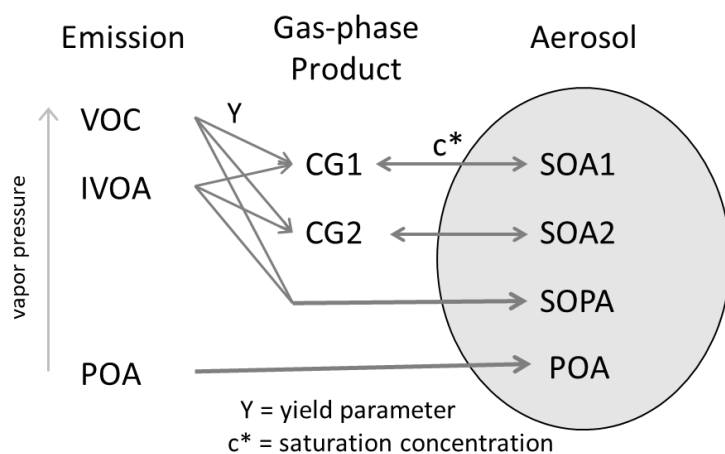 Emission
Gas-phase
Product
Aerosol
VOC
Y
IVOA
CG1
c*
SOA1
CG2
SOA2
SOPA
POA
POA
vapor pressure
Y = yield parameter
c* = saturation concentration